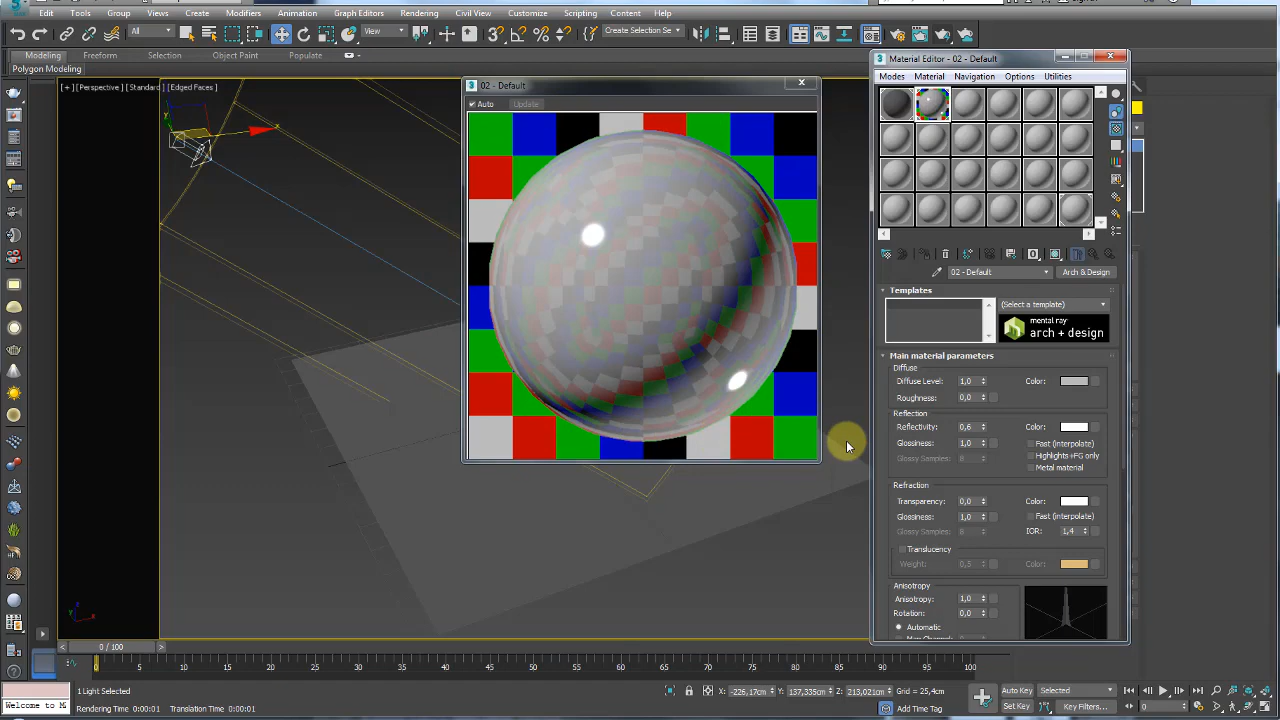 Edit Tools Group Views Create Modifiers Animation Graph Editors Rendering Civil View Customize Scripting Content Help
All View Create Selection Se
Modeling Freeform Selection Object Paint Populate
Polygon Modeling
[+] [Perspective] [Standard] [Edged Faces]
02 - Default
Auto Update
Material Editor - 02 - Default
Modes Material Navigation Options Utilities
02 - Default Arch & Design
Templates
(Select a template)
mental ray
arch + design
Main material parameters
Diffuse
Diffuse Level: 1,0 Color:
Roughness: 0,0
Reflection
Reflectivity: 0,6 Color:
Glossiness: 1,0 Fast (interpolate)
Glossy Samples: 8 Highlights+FG only
Metal material
Refraction
Transparency: 0,0 Color:
Glossiness: 1,0 Fast (interpolate)
Glossy Samples: 8 IOR: 1,4
Translucency
Weight: 0,5 Color:
Anisotropy
Anisotropy: 1,0
Rotation: 0,0
Automatic
Map Channel:
0 / 100
0 5 10 15 20 25 30 35 40 45 50 55 60 65 70 75 80 85 90 95 100
1 Light Selected X: -226,17cm Y: 137,335cm Z: 213,021cm Grid = 25,4cm Auto Key Selected
Welcome to M Rendering Time 0:00:01 Translation Time 0:00:01 Add Time Tag Set Key Key Filters... 0